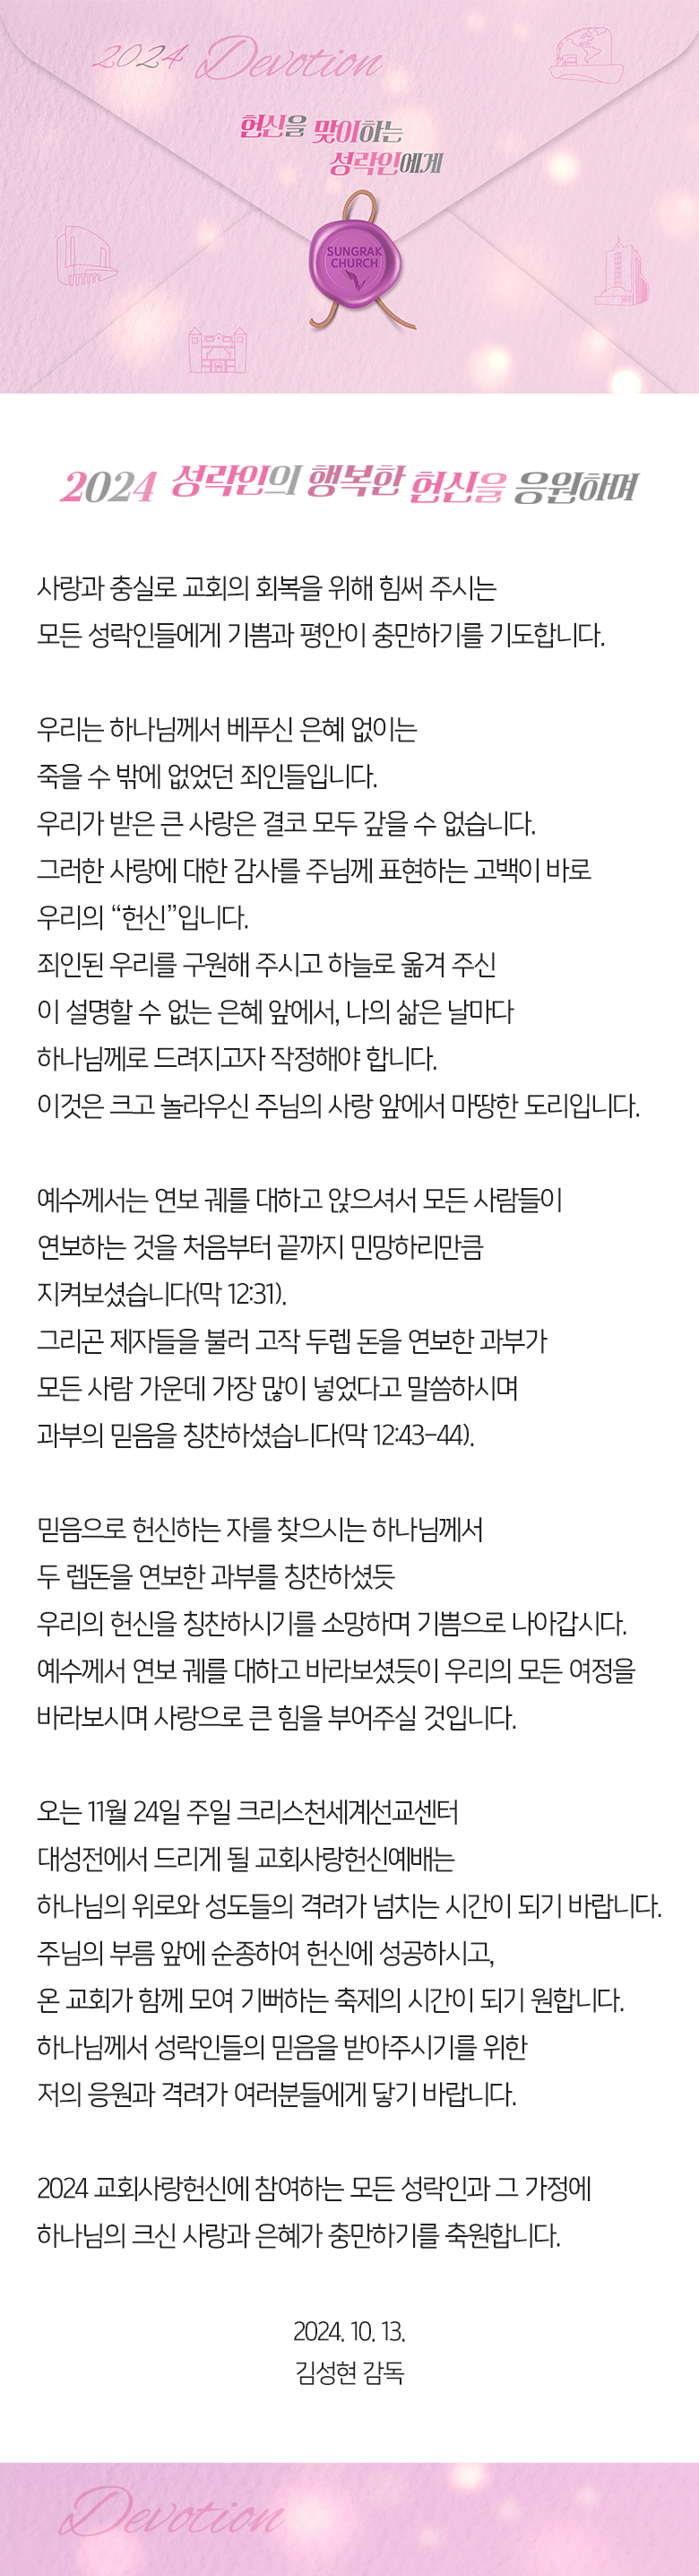 2024 Devotion
헌신을 맞이하는
성락인에게
SUNGRAK
CHURCH
2024 성락인의 행복한 헌신을 응원하며
사랑과 충실로 교회의 회복을 위해 힘써 주시는
모든 성락인들에게 기쁨과 평안이 충만하기를 기도합니다.
우리는 하나님께서 베푸신 은혜 없이는
죽을 수 밖에 없었던 죄인들입니다.
우리가 받은 큰 사랑은 결코 모두 갚을 수 없습니다.
그러한 사랑에 대한 감사를 주님께 표현하는 고백이 바로
우리의 “헌신”입니다.
죄인된 우리를 구원해 주시고 하늘로 옮겨 주신
이 설명할 수 없는 은혜 앞에서, 나의 삶은 날마다
하나님께로 드려지고자 작정해야 합니다.
이것은 크고 놀라우신 주님의 사랑 앞에서 마땅한 도리입니다.
예수께서는 연보 궤를 대하고 앉으셔서 모든 사람들이
연보하는 것을 처음부터 끝까지 민망하리만큼
지켜보셨습니다(막 12:31).
그리곤 제자들을 불러 고작 두렙 돈을 연보한 과부가
모든 사람 가운데 가장 많이 넣었다고 말씀하시며
과부의 믿음을 칭찬하셨습니다(막 12:43-44).
믿음으로 헌신하는 자를 찾으시는 하나님께서
두 렙돈을 연보한 과부를 칭찬하셨듯
우리의 헌신을 칭찬하시기를 소망하며 기쁨으로 나아갑시다.
예수께서 연보 궤를 대하고 바라보셨듯이 우리의 모든 여정을
바라보시며 사랑으로 큰 힘을 부어주실 것입니다.
오는 11월 24일 주일 크리스천세계선교센터
대성전에서 드리게 될 교회사랑헌신예배는
하나님의 위로와 성도들의 격려가 넘치는 시간이 되기 바랍니다.
주님의 부름 앞에 순종하여 헌신에 성공하시고,
온 교회가 함께 모여 기뻐하는 축제의 시간이 되기 원합니다.
하나님께서 성락인들의 믿음을 받아주시기를 위한
저의 응원과 격려가 여러분들에게 닿기 바랍니다.
2024 교회사랑헌신에 참여하는 모든 성락인과 그 가정에
하나님의 크신 사랑과 은혜가 충만하기를 축원합니다.
2024. 10. 13.
김성현 감독
Devotion